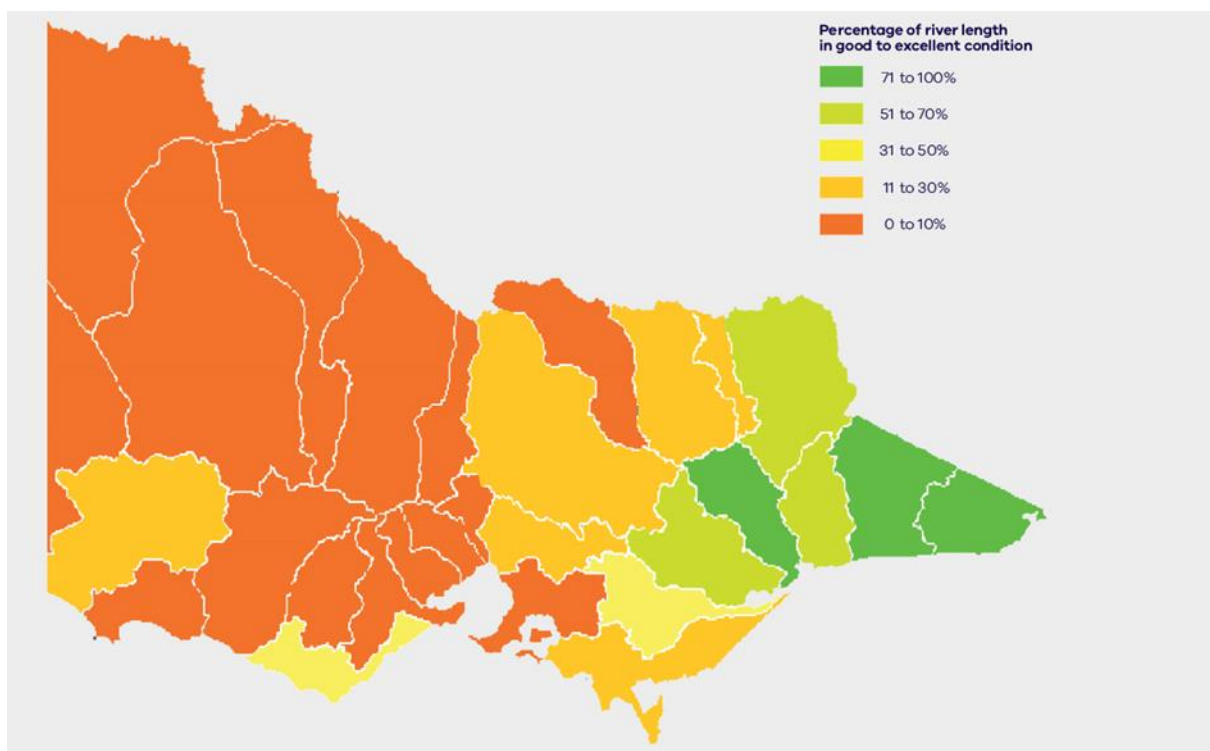 Percentage of river length
in good to excellent condition
71 to 100%
51 to 70%
31 to 50%
11 to 30%
0 to 10%